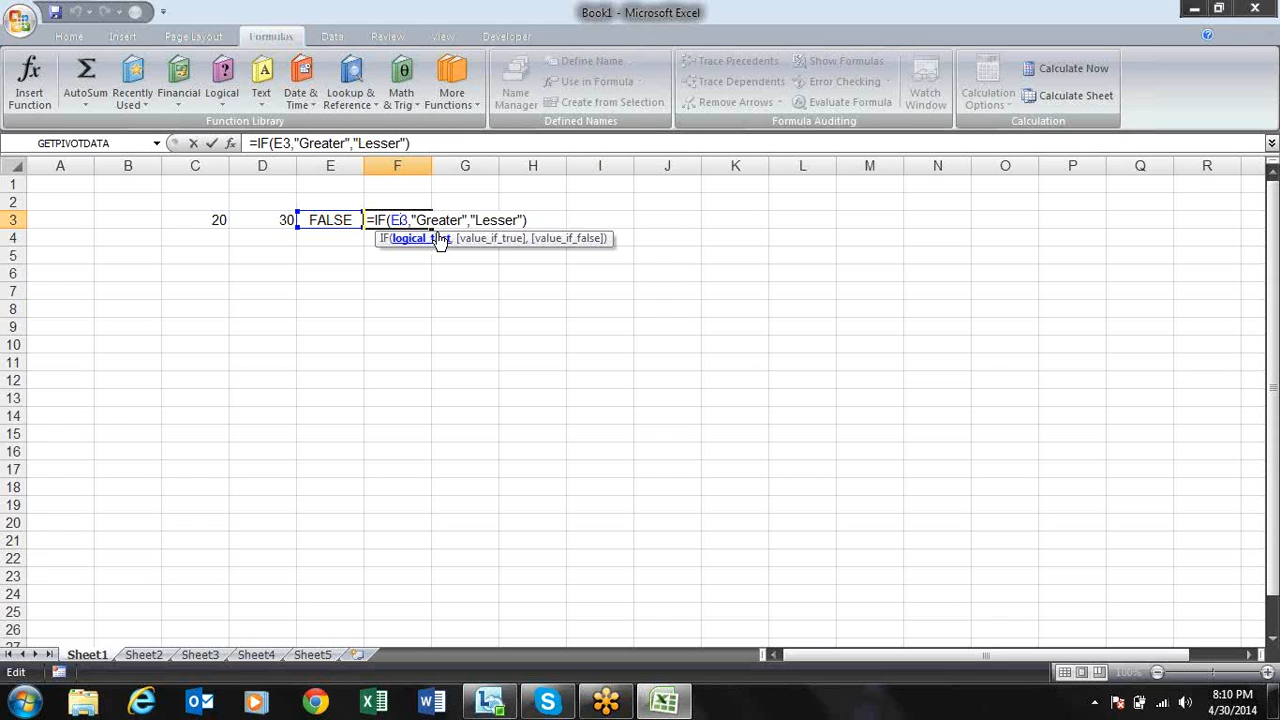 Book1 - Microsoft Excel
Home Insert Page Layout Formulas Data Review View Developer
fx Σ ? A θ
Insert Function
AutoSum
Recently Used
Financial
Logical
Text
Date & Time
Lookup & Reference
Math & Trig
More Functions
Function Library
Name Manager
Define Name
Use in Formula
Create from Selection
Defined Names
Trace Precedents
Trace Dependents
Remove Arrows
Show Formulas
Error Checking
Evaluate Formula
Formula Auditing
Watch Window
Calculation Options
Calculate Now
Calculate Sheet
Calculation
GETPIVOTDATA fx =IF(E3,"Greater","Lesser")
A B C D E F G H I J K L M N O P Q R
1
2
3 20 30 FALSE =IF(E3,"Greater","Lesser")
4 IF(logical_test, [value_if_true], [value_if_false])
5
6
7
8
9
10
11
12
13
14
15
16
17
18
19
20
21
22
23
24
25
26
27
Sheet1 Sheet2 Sheet3 Sheet4 Sheet5
Edit 100%
8:10 PM
4/30/2014